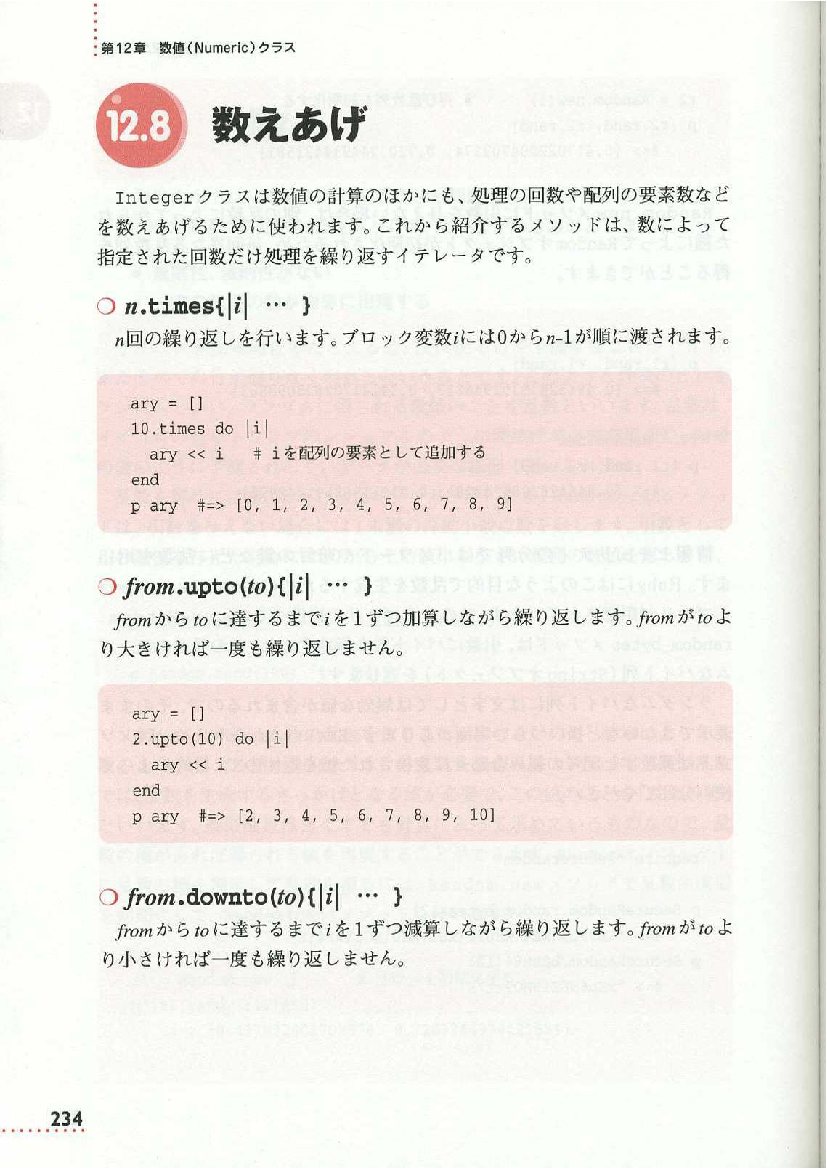 第12章　数値(Numeric)クラス
12.8 数えあげ
Integerクラスは数値の計算のほかにも、処理の回数や配列の要素数など
を数えあげるために使われます。これから紹介するメソッドは、数によって
指定された回数だけ処理を繰り返すイテレータです。
○ n.times{|i| … }
n回の繰り返しを行います。ブロック変数iには0からn-1が順に渡されます。
ary = []
10.times do |i|
  ary << i   # iを配列の要素として追加する
end
p ary  #=> [0, 1, 2, 3, 4, 5, 6, 7, 8, 9]
○ from.upto(to){|i| … }
fromからtoに達するまでiを1ずつ加算しながら繰り返します。fromがtoよ
り大きければ一度も繰り返しません。
ary = []
2.upto(10) do |i|
  ary << i
end
p ary  #=> [2, 3, 4, 5, 6, 7, 8, 9, 10]
○ from.downto(to){|i| … }
fromからtoに達するまでiを1ずつ減算しながら繰り返します。fromがtoよ
り小さければ一度も繰り返しません。
234